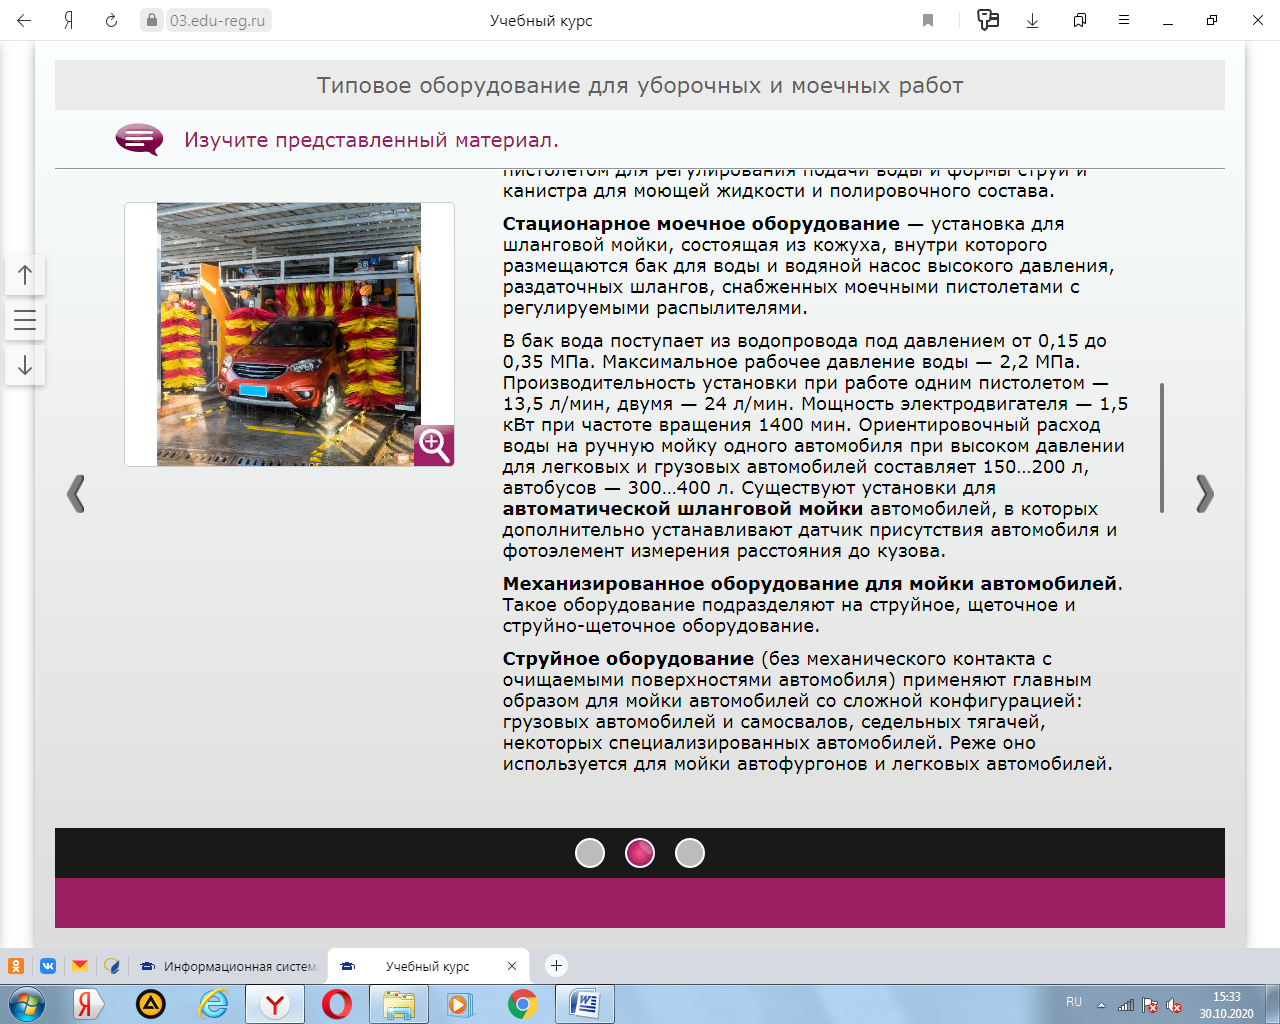 03.edu-reg.ru
Учебный курс
Типовое оборудование для уборочных и моечных работ
Изучите представленный материал.
пистолетом для регулирования подачи воды и формы струи и
канистра для моющей жидкости и полировочного состава.
Стационарное моечное оборудование — установка для
шланговой мойки, состоящая из кожуха, внутри которого
размещаются бак для воды и водяной насос высокого давления,
раздаточных шлангов, снабженных моечными пистолетами с
регулируемыми распылителями.
В бак вода поступает из водопровода под давлением от 0,15 до
0,35 МПа. Максимальное рабочее давление воды — 2,2 МПа.
Производительность установки при работе одним пистолетом —
13,5 л/мин, двумя — 24 л/мин. Мощность электродвигателя — 1,5
кВт при частоте вращения 1400 мин. Ориентировочный расход
воды на ручную мойку одного автомобиля при высоком давлении
для легковых и грузовых автомобилей составляет 150…200 л,
автобусов — 300…400 л. Существуют установки для
автоматической шланговой мойки автомобилей, в которых
дополнительно устанавливают датчик присутствия автомобиля и
фотоэлемент измерения расстояния до кузова.
Механизированное оборудование для мойки автомобилей.
Такое оборудование подразделяют на струйное, щеточное и
струйно-щеточное оборудование.
Струйное оборудование (без механического контакта с
очищаемыми поверхностями автомобиля) применяют главным
образом для мойки автомобилей со сложной конфигурацией:
грузовых автомобилей и самосвалов, седельных тягачей,
некоторых специализированных автомобилей. Реже оно
используется для мойки автофургонов и легковых автомобилей.
Информационная систем
Учебный курс
RU
15:33
30.10.2020